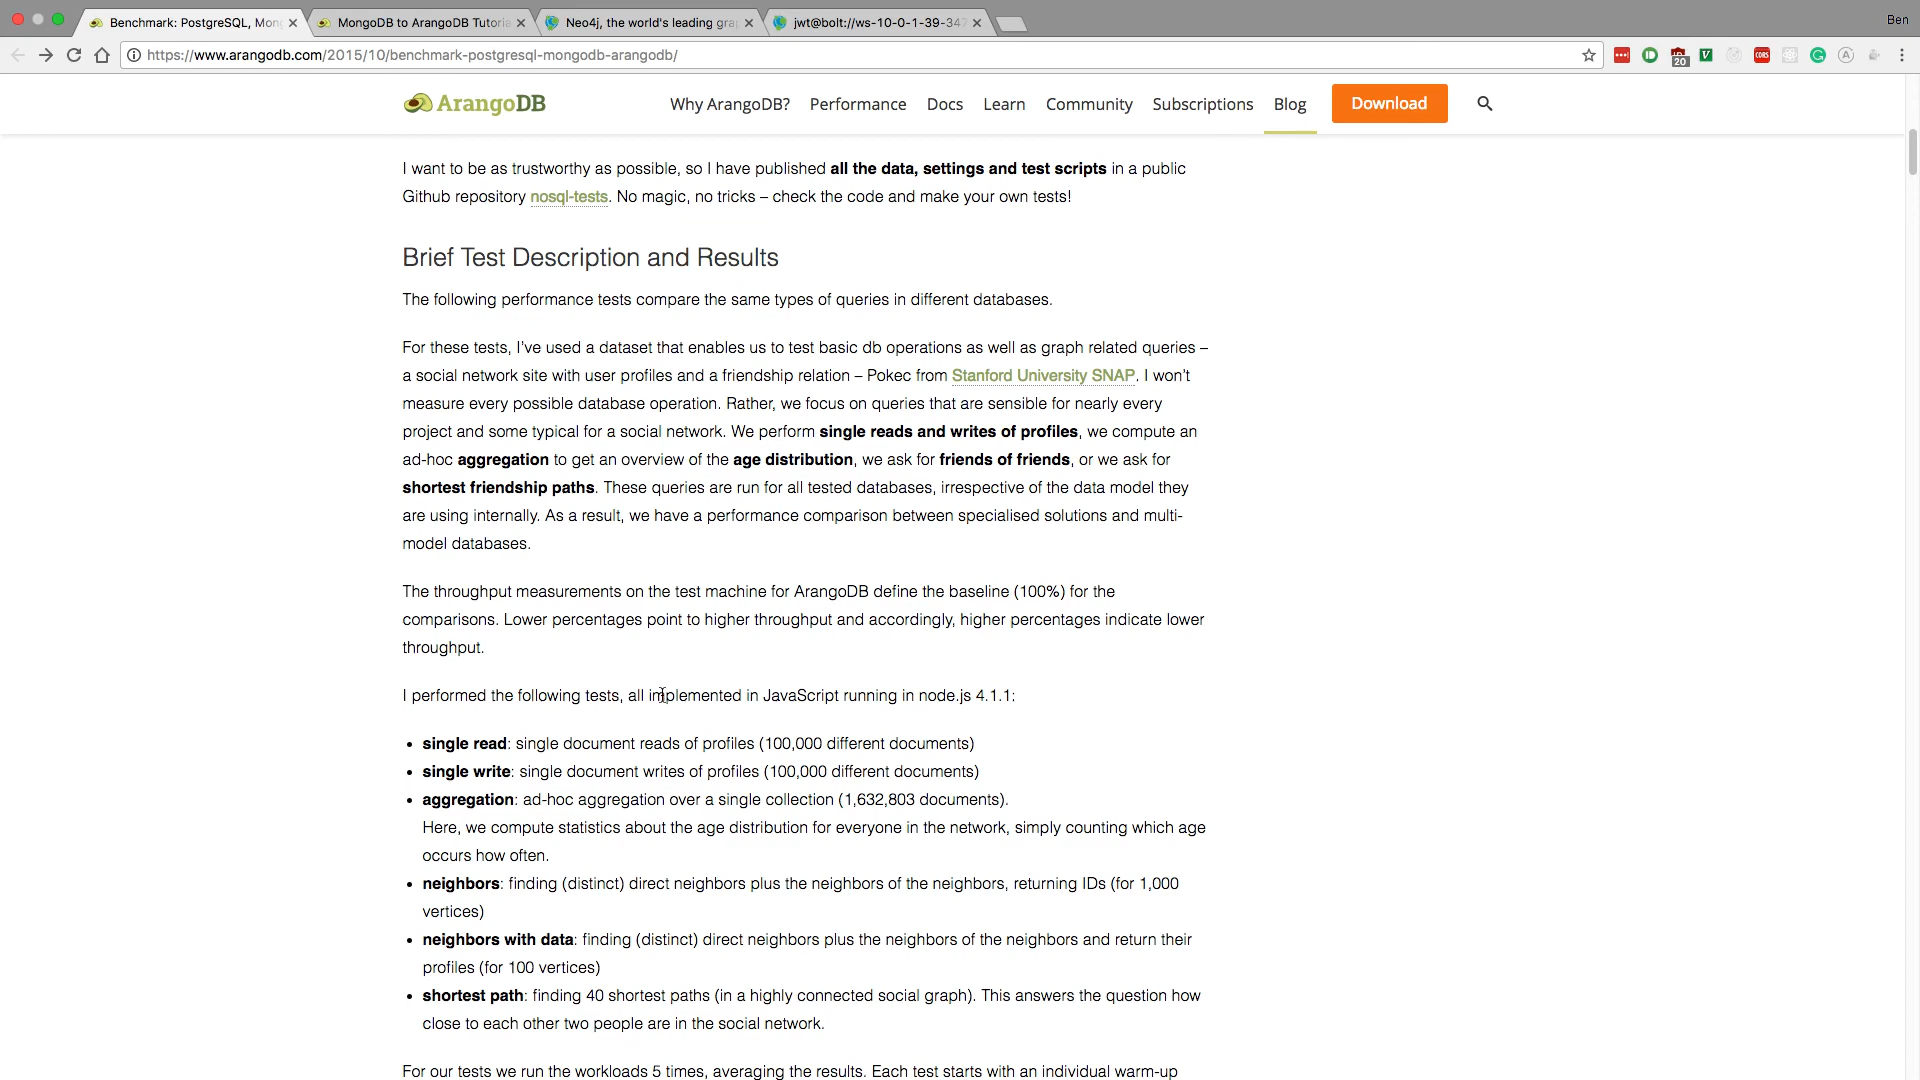 Benchmark: PostgreSQL, Mon
MongoDB to ArangoDB Tutoria
Neo4j, the world's leading gra
jwt@bolt://ws-10-0-1-39-347
Ben
https://www.arangodb.com/2015/10/benchmark-postgresql-mongodb-arangodb/
20
CORS
ArangoDB
Why ArangoDB?
Performance
Docs
Learn
Community
Subscriptions
Blog
Download
I want to be as trustworthy as possible, so I have published all the data, settings and test scripts in a public
Github repository nosql-tests. No magic, no tricks – check the code and make your own tests!
Brief Test Description and Results
The following performance tests compare the same types of queries in different databases.
For these tests, I've used a dataset that enables us to test basic db operations as well as graph related queries –
a social network site with user profiles and a friendship relation – Pokec from Stanford University SNAP. I won't
measure every possible database operation. Rather, we focus on queries that are sensible for nearly every
project and some typical for a social network. We perform single reads and writes of profiles, we compute an
ad-hoc aggregation to get an overview of the age distribution, we ask for friends of friends, or we ask for
shortest friendship paths. These queries are run for all tested databases, irrespective of the data model they
are using internally. As a result, we have a performance comparison between specialised solutions and multi-
model databases.
The throughput measurements on the test machine for ArangoDB define the baseline (100%) for the
comparisons. Lower percentages point to higher throughput and accordingly, higher percentages indicate lower
throughput.
I performed the following tests, all implemented in JavaScript running in node.js 4.1.1:
• single read: single document reads of profiles (100,000 different documents)
• single write: single document writes of profiles (100,000 different documents)
• aggregation: ad-hoc aggregation over a single collection (1,632,803 documents).
Here, we compute statistics about the age distribution for everyone in the network, simply counting which age
occurs how often.
• neighbors: finding (distinct) direct neighbors plus the neighbors of the neighbors, returning IDs (for 1,000
vertices)
• neighbors with data: finding (distinct) direct neighbors plus the neighbors of the neighbors and return their
profiles (for 100 vertices)
• shortest path: finding 40 shortest paths (in a highly connected social graph). This answers the question how
close to each other two people are in the social network.
For our tests we run the workloads 5 times, averaging the results. Each test starts with an individual warm-up